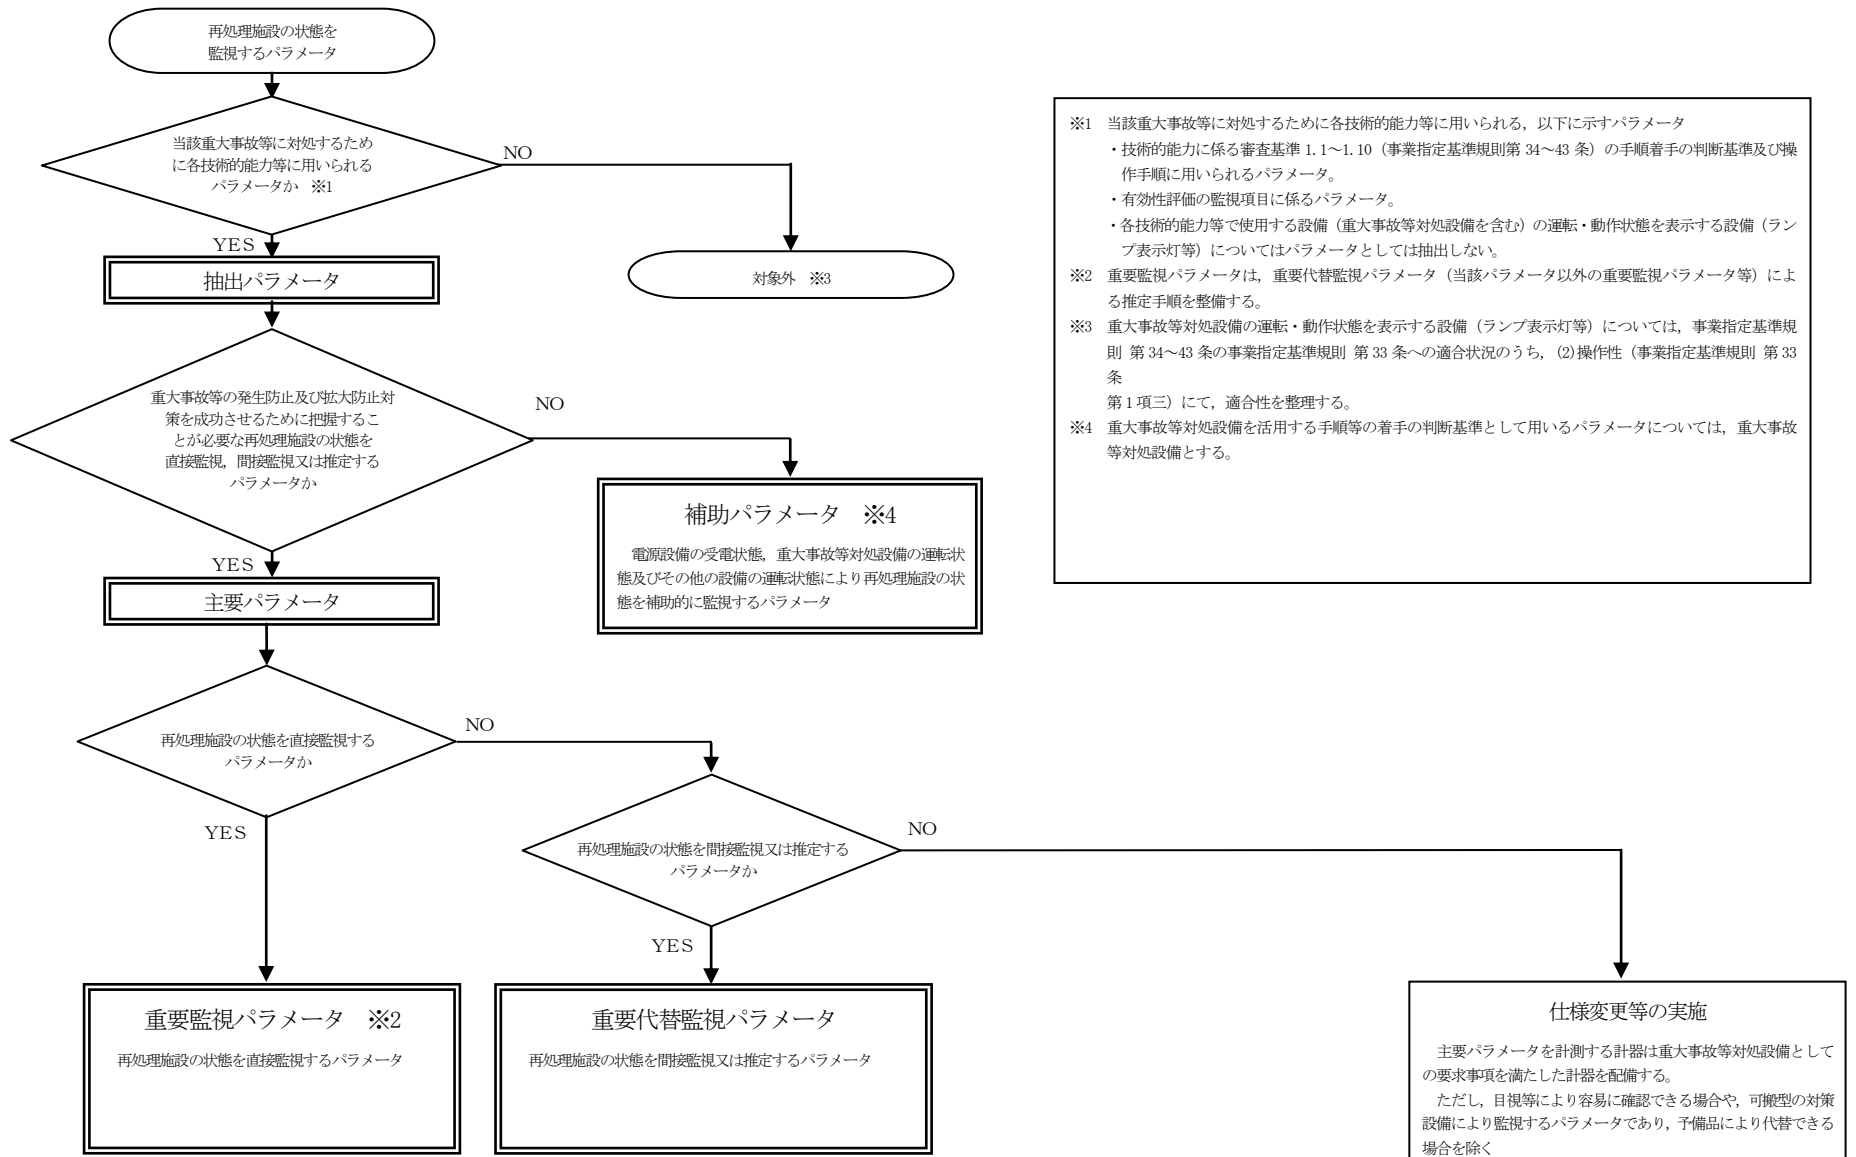 再処理施設の状態を
監視するパラメータ
当該重大事故等に対処するため
に各技術的能力等に用いられる
パラメータか　※1
NO
YES
抽出パラメータ
対象外　※3
重大事故等の発生防止及び拡大防止対
策を成功させるために把握するこ
とが必要な再処理施設の状態を
直接監視，間接監視又は推定する
パラメータか
NO
YES
補助パラメータ　※4
電源設備の受電状態，重大事故等対処設備の運転状
態及びその他の設備の運転状態により再処理施設の状
態を補助的に監視するパラメータ
主要パラメータ
再処理施設の状態を直接監視する
パラメータか
NO
YES
再処理施設の状態を間接監視又は推定する
パラメータか
NO
YES
重要監視パラメータ　※2
再処理施設の状態を直接監視するパラメータ
重要代替監視パラメータ
再処理施設の状態を間接監視又は推定するパラメータ
仕様変更等の実施
主要パラメータを計測する計器は重大事故等対処設備として
の要求事項を満たした計器を配備する。
ただし，目視等により容易に確認できる場合や，可搬型の対策
設備により監視するパラメータであり，予備品により代替できる
場合を除く
※1　当該重大事故等に対処するために各技術的能力等に用いられる，以下に示すパラメータ
・技術的能力に係る審査基準 1.1～1.10（事業指定基準規則第 34～43 条）の手順着手の判断基準及び操
作手順に用いられるパラメータ。
・有効性評価の監視項目に係るパラメータ。
・各技術的能力等で使用する設備（重大事故等対処設備を含む）の運転・動作状態を表示する設備（ラン
プ表示灯等）についてはパラメータとしては抽出しない。
※2　重要監視パラメータは，重要代替監視パラメータ（当該パラメータ以外の重要監視パラメータ等）によ
る推定手順を整備する。
※3　重大事故等対処設備の運転・動作状態を表示する設備（ランプ表示灯等）については，事業指定基準規
則 第 34～43 条の事業指定基準規則 第 33 条への適合状況のうち，(2)操作性（事業指定基準規則 第 33
条
第 1 項三）にて，適合性を整理する。
※4　重大事故等対処設備を活用する手順等の着手の判断基準として用いるパラメータについては，重大事故
等対処設備とする。